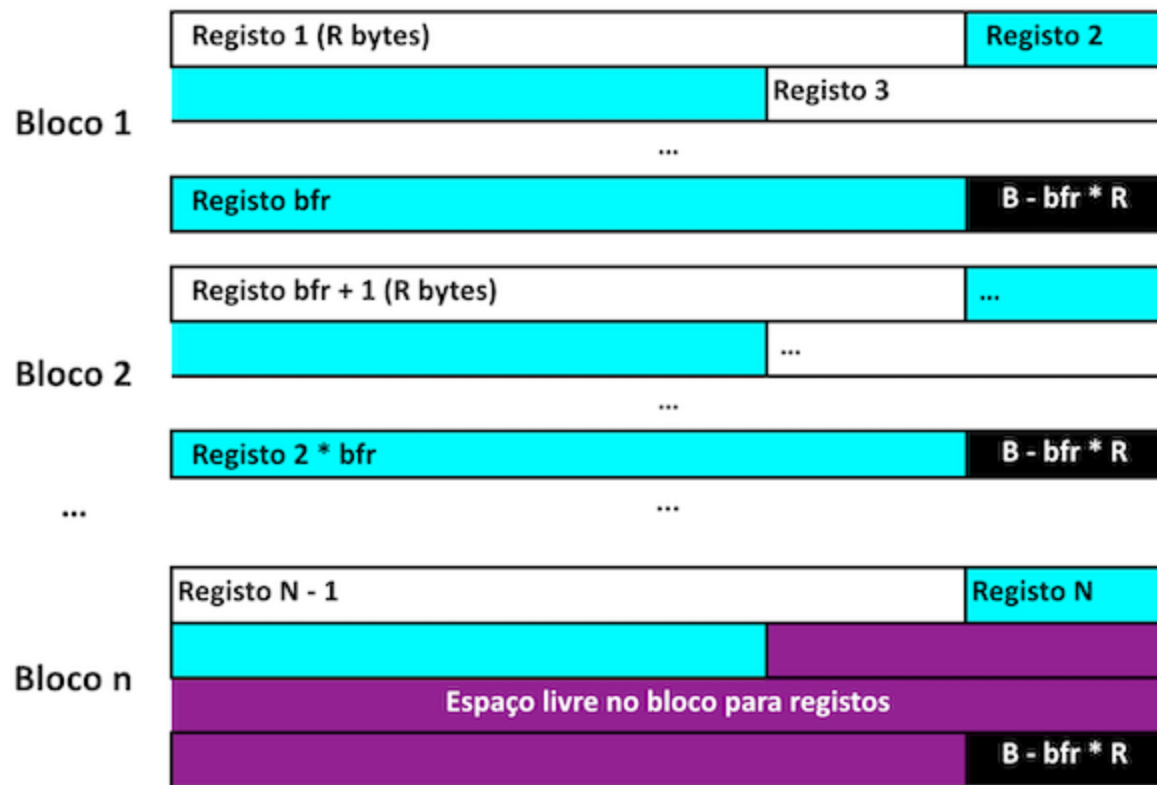 Registo 1 (R bytes) Registo 2
Registo 3
Bloco 1
...
Registo bfr B - bfr * R
Registo bfr + 1 (R bytes) ...
...
Bloco 2
...
Registo 2 * bfr B - bfr * R
... ...
Registo N - 1 Registo N
Bloco n
Espaço livre no bloco para registos
B - bfr * R